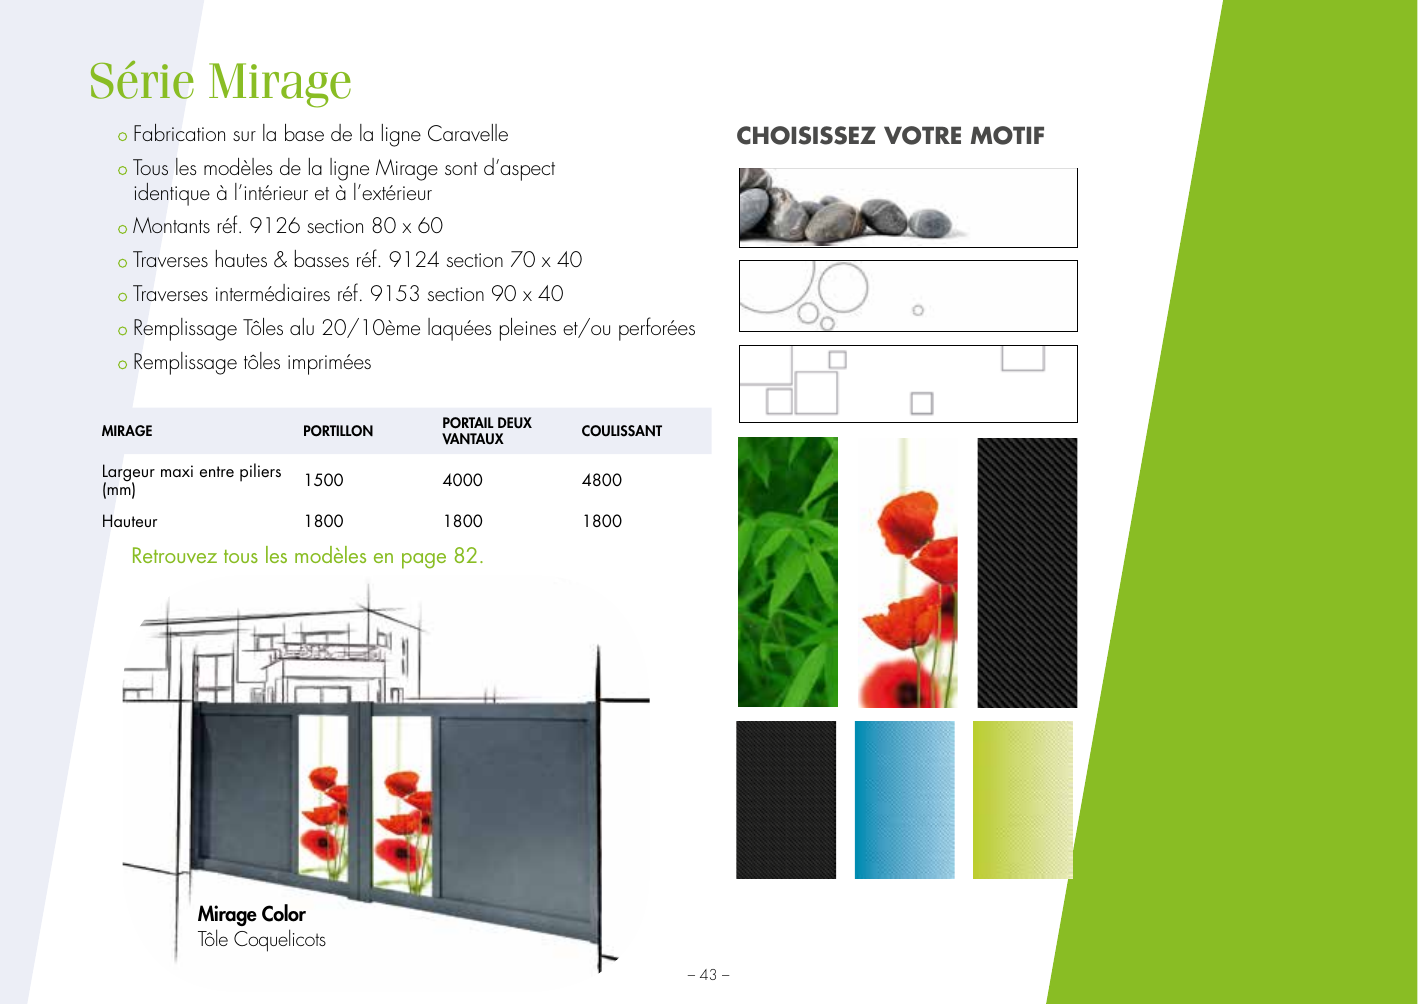 Série Mirage
Fabrication sur la base de la ligne Caravelle
Tous les modèles de la ligne Mirage sont d’aspect
identique à l’intérieur et à l’extérieur
Montants réf. 9126 section 80 x 60
Traverses hautes & basses réf. 9124 section 70 x 40
Traverses intermédiaires réf. 9153 section 90 x 40
Remplissage Tôles alu 20/10ème laquées pleines et/ou perforées
Remplissage tôles imprimées
MIRAGE PORTILLON PORTAIL DEUX VANTAUX COULISSANT
Largeur maxi entre piliers (mm) 1500 4000 4800
Hauteur 1800 1800 1800
Retrouvez tous les modèles en page 82.
Mirage Color
Tôle Coquelicots
CHOISISSEZ VOTRE MOTIF
– 43 –